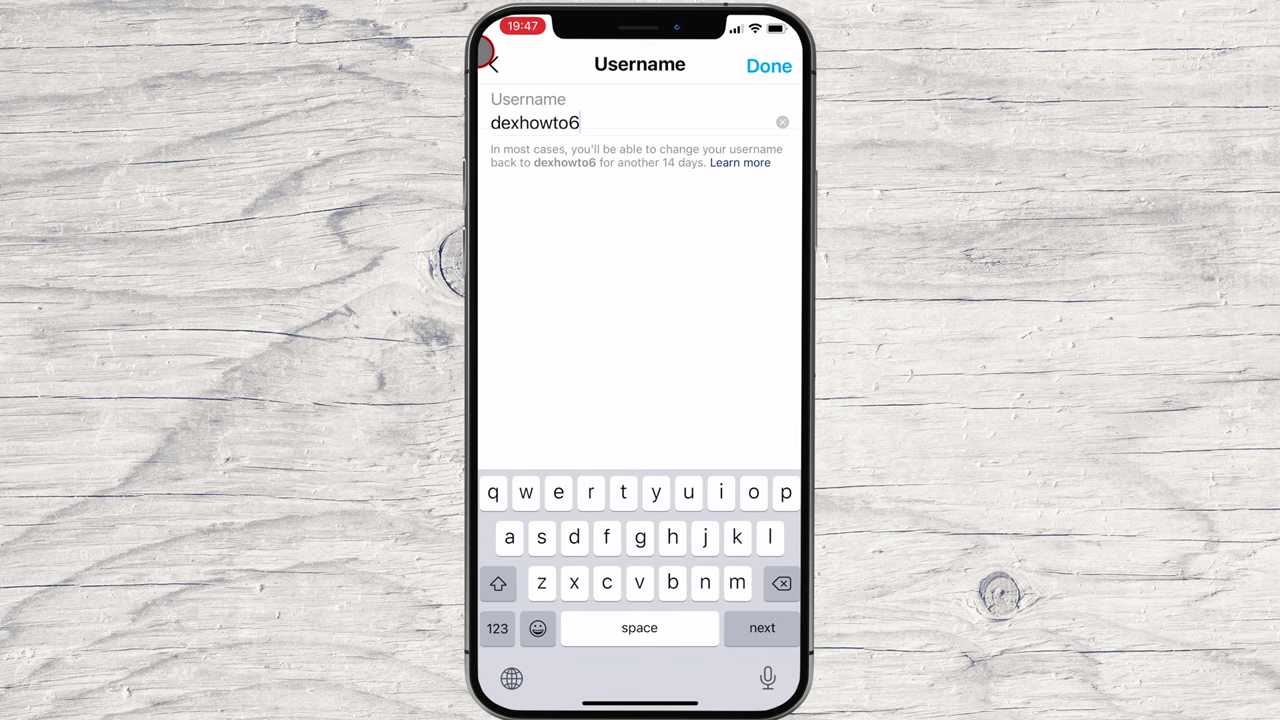 19:47
Username
Done
Username
dexhowto6
In most cases, you'll be able to change your username
back to dexhowto6 for another 14 days. Learn more
q w e r t y u i o p
a s d f g h j k l
z x c v b n m
123
space
next